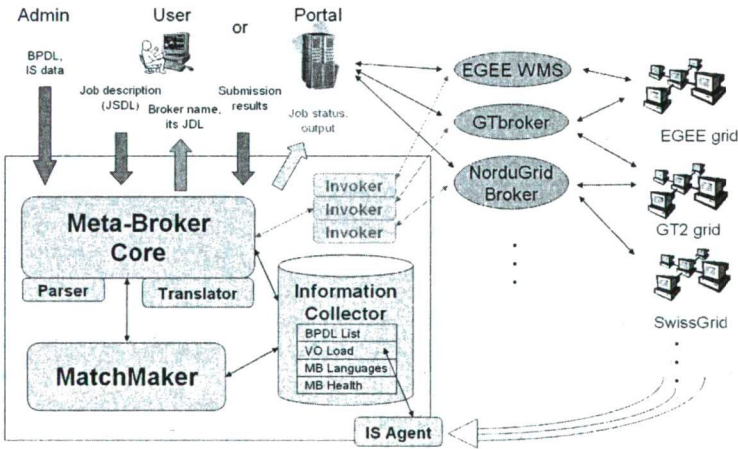 Admin
User
or
Portal
BPDL,
IS data
Job description
(JSDL)
Broker name,
its JDL
Submission
results
Job status,
output
EGEE WMS
GTbroker
NorduGrid
Broker
EGEE grid
GT2 grid
SwissGrid
Invoker
Invoker
Invoker
Meta-Broker
Core
Parser
Translator
MatchMaker
Information
Collector
BPDL List
VO Load
MB Languages
MB Health
IS Agent